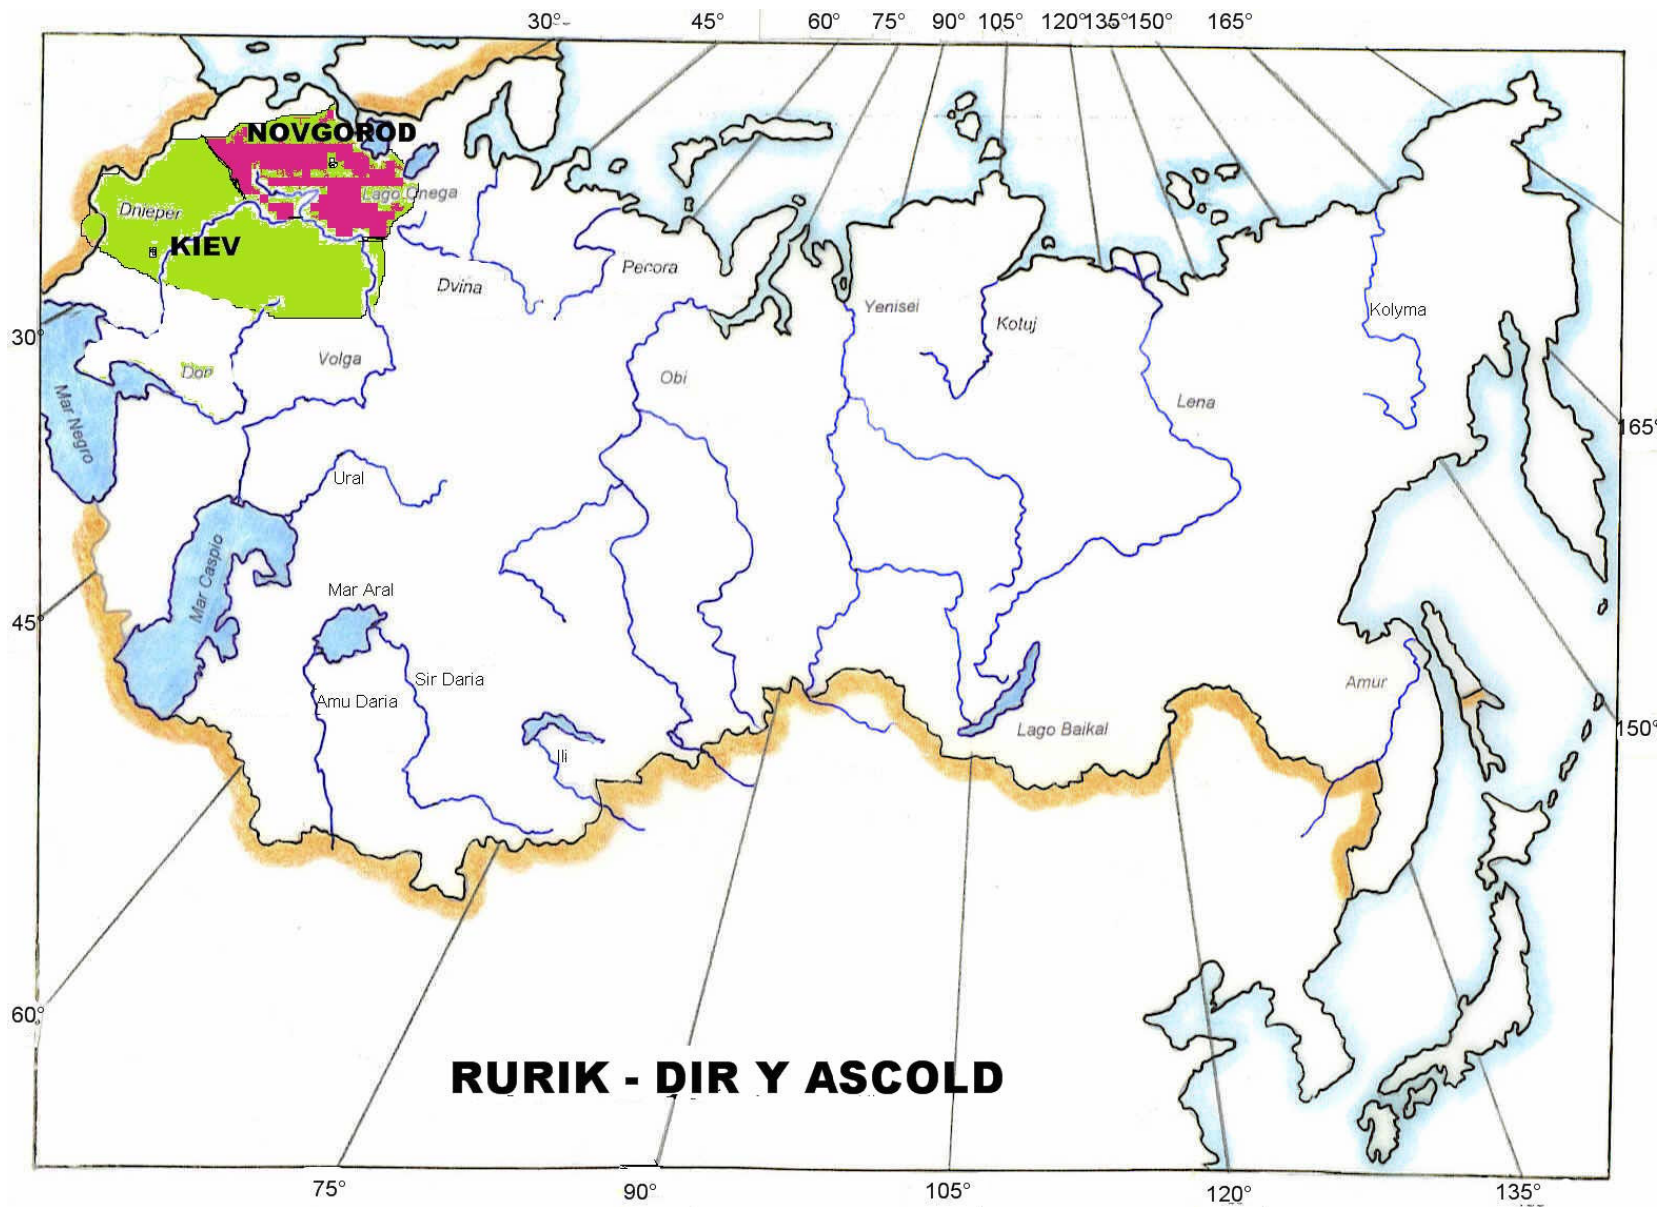 30°
45°
60°
75°
90°
105°
120°
135°
150°
165°
NOVGOROD
Lago Onega
Dnieper
KIEV
Dvina
Pecora
Yenisei
Kotuj
Kolyma
30°
Volga
Don
Obi
Lena
Mar Negro
165°
Ural
Mar Caspio
Mar Aral
45°
Sir Daria
Amu Daria
Amur
Lago Baikal
Ili
150°
60°
RURIK - DIR Y ASCOLD
75°
90°
105°
120°
135°